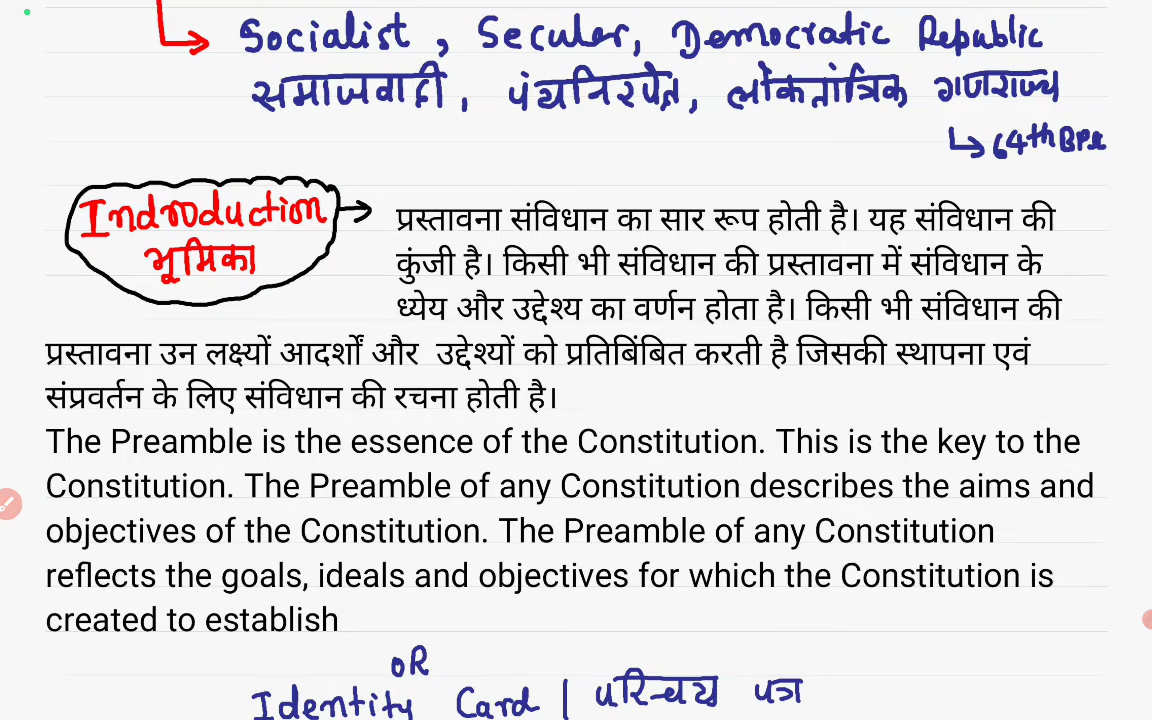 Socialist, Secular, Democratic Republic
समाजवादी, पंथनिरपेक्ष, लोकतांत्रिक गणराज्य
↳ 64th BPSC
Indroduction
भूमिका
प्रस्तावना संविधान का सार रूप होती है। यह संविधान की
कुंजी है। किसी भी संविधान की प्रस्तावना में संविधान के
ध्येय और उद्देश्य का वर्णन होता है। किसी भी संविधान की
प्रस्तावना उन लक्ष्यों आदर्शों और उद्देश्यों को प्रतिबिंबित करती है जिसकी स्थापना एवं
संप्रवर्तन के लिए संविधान की रचना होती है।
The Preamble is the essence of the Constitution. This is the key to the
Constitution. The Preamble of any Constitution describes the aims and
objectives of the Constitution. The Preamble of any Constitution
reflects the goals, ideals and objectives for which the Constitution is
created to establish
OR
Identity Card | परिचय पत्र